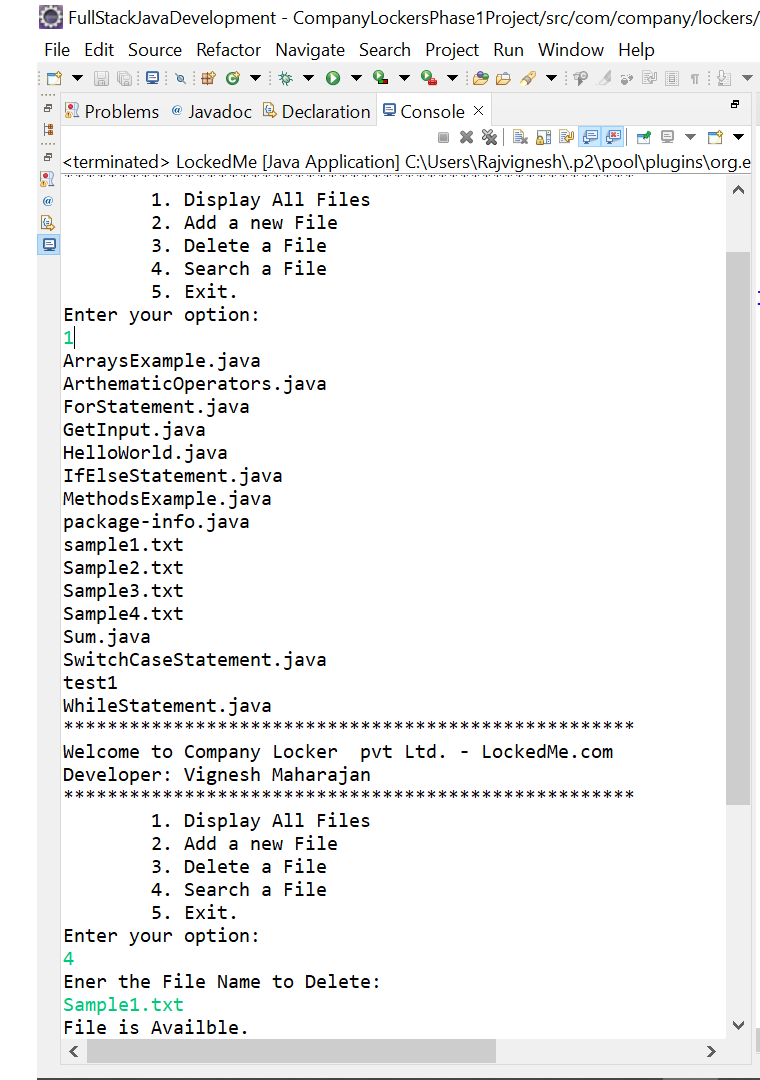 FullStackJavaDevelopment - CompanyLockersPhase1Project/src/com/company/lockers/
File Edit Source Refactor Navigate Search Project Run Window Help
Problems @ Javadoc Declaration Console
<terminated> LockedMe [Java Application] C:\Users\Rajvignesh\.p2\pool\plugins\org.e
****************************************************
1. Display All Files
2. Add a new File
3. Delete a File
4. Search a File
5. Exit.
Enter your option:
1
ArraysExample.java
ArthematicOperators.java
ForStatement.java
GetInput.java
HelloWorld.java
IfElseStatement.java
MethodsExample.java
package-info.java
sample1.txt
Sample2.txt
Sample3.txt
Sample4.txt
Sum.java
SwitchCaseStatement.java
test1
WhileStatement.java
****************************************************
Welcome to Company Locker  pvt Ltd. - LockedMe.com
Developer: Vignesh Maharajan
****************************************************
1. Display All Files
2. Add a new File
3. Delete a File
4. Search a File
5. Exit.
Enter your option:
4
Ener the File Name to Delete:
Sample1.txt
File is Availble.